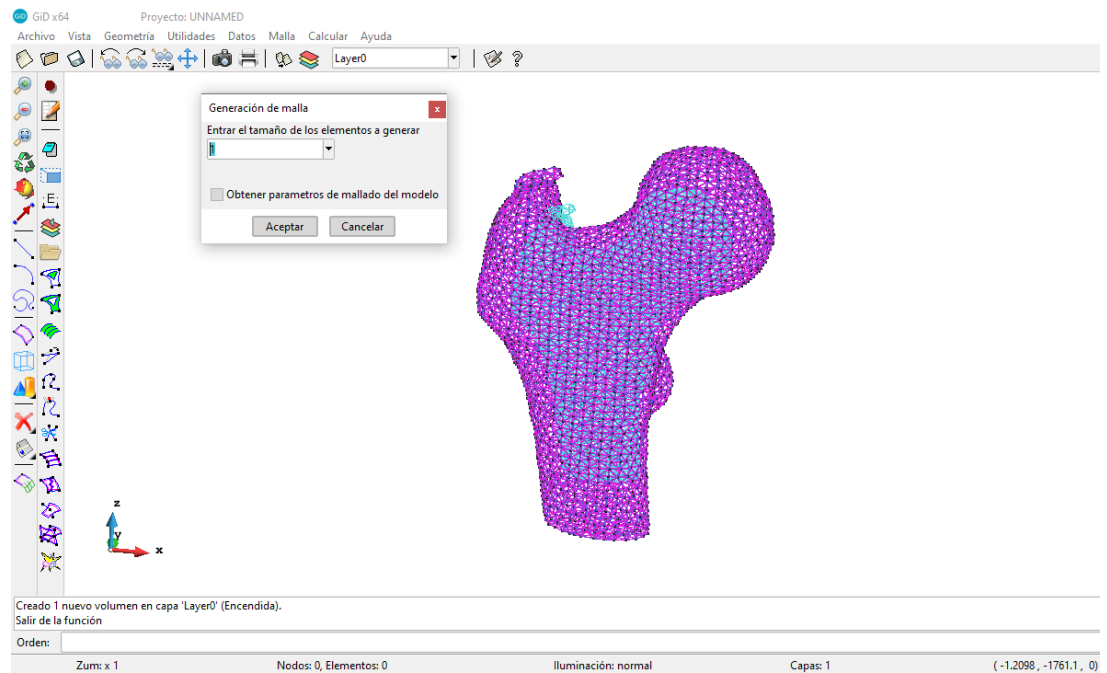 GiD GiD x64 Proyecto: UNNAMED
Archivo Vista Geometría Utilidades Datos Malla Calcular Ayuda
Layer0 ?
Generación de malla x
Entrar el tamaño de los elementos a generar
1
Obtener parametros de mallado del modelo
Aceptar Cancelar
E
z
y
x
Creado 1 nuevo volumen en capa 'Layer0' (Encendida).
Salir de la función
Orden:
Zum: x 1 Nodos: 0, Elementos: 0 Iluminación: normal Capas: 1 ( -1.2098 , -1761.1 , 0)